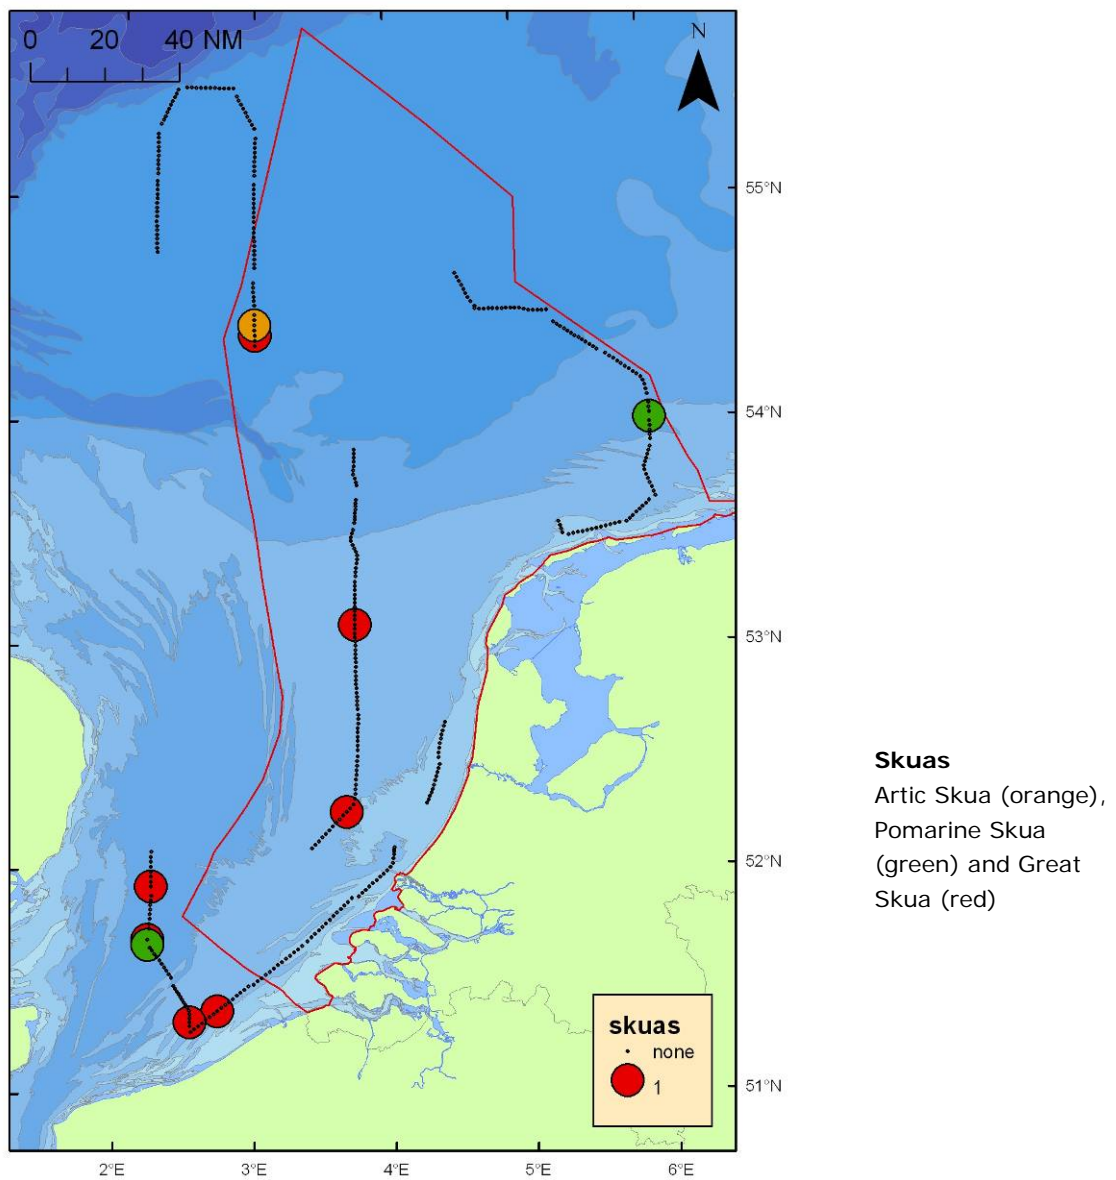 0 20 40 NM
N
55°N
54°N
53°N
Skuas
Artic Skua (orange),
Pomarine Skua
(green) and Great
Skua (red)
52°N
skuas
none
1
51°N
2°E 3°E 4°E 5°E 6°E